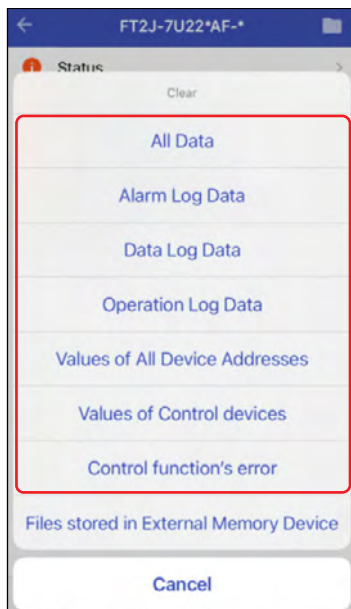 FT2J-7U22*AF-*
Status
Clear
All Data
Alarm Log Data
Data Log Data
Operation Log Data
Values of All Device Addresses
Values of Control devices
Control function's error
Files stored in External Memory Device
Cancel